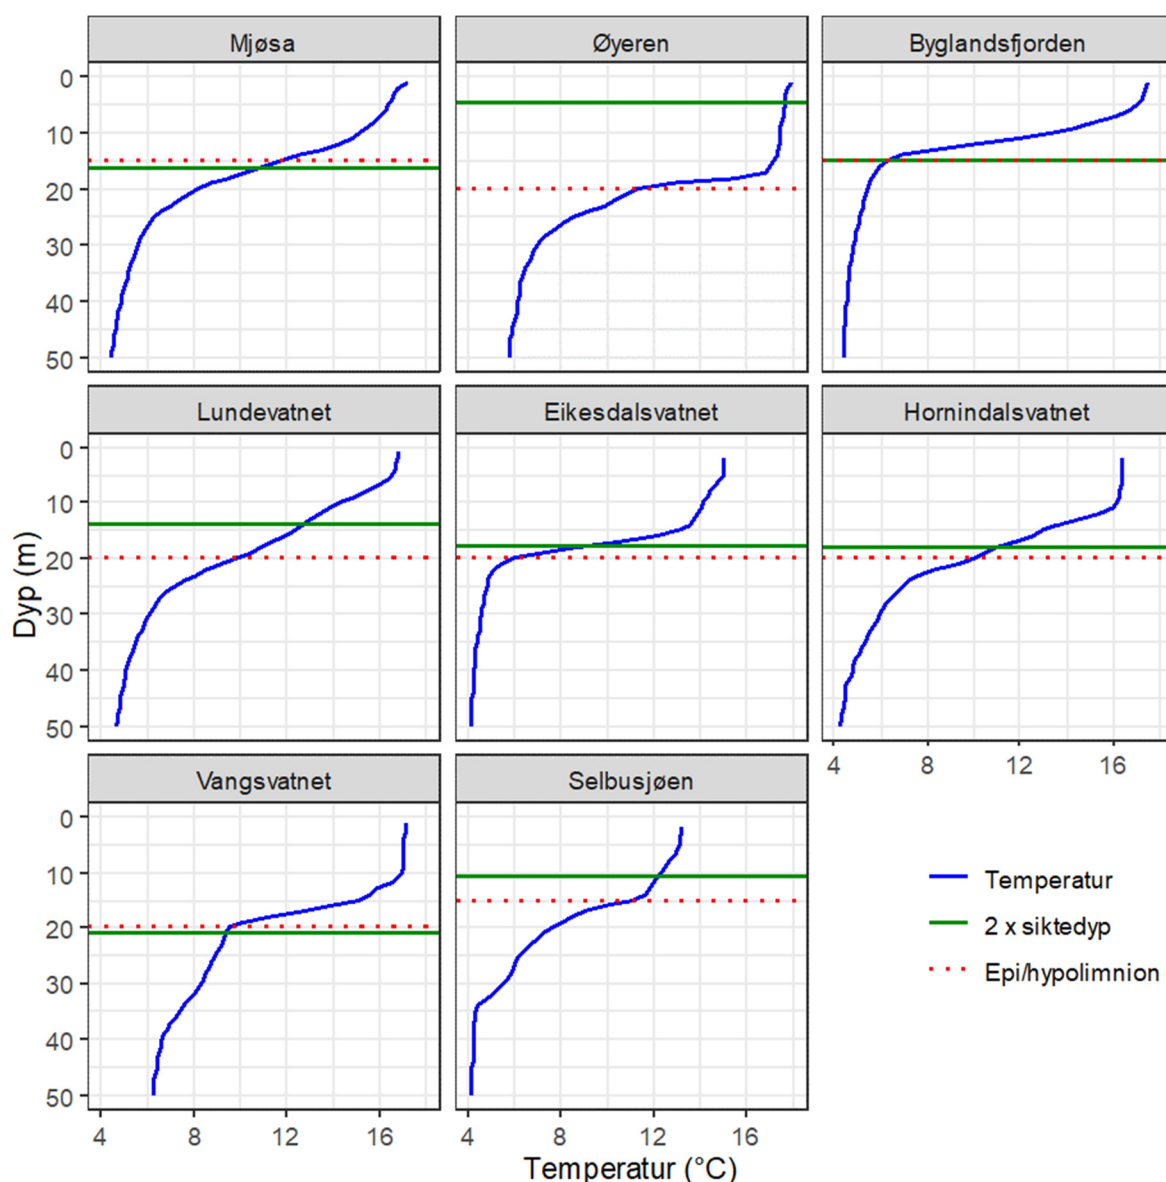 Mjøsa Øyeren Byglandsfjorden
0
10
20
30
40
50
Lundevatnet Eikesdalsvatnet Hornindalsvatnet
0
10
20
30
40
50
4 8 12 16
Vangsvatnet Selbusjøen
0
10
20
30
40
50
4 8 12 16 4 8 12 16
Dyp (m)
Temperatur (°C)
Temperatur
2 x siktedyp
Epi/hypolimnion